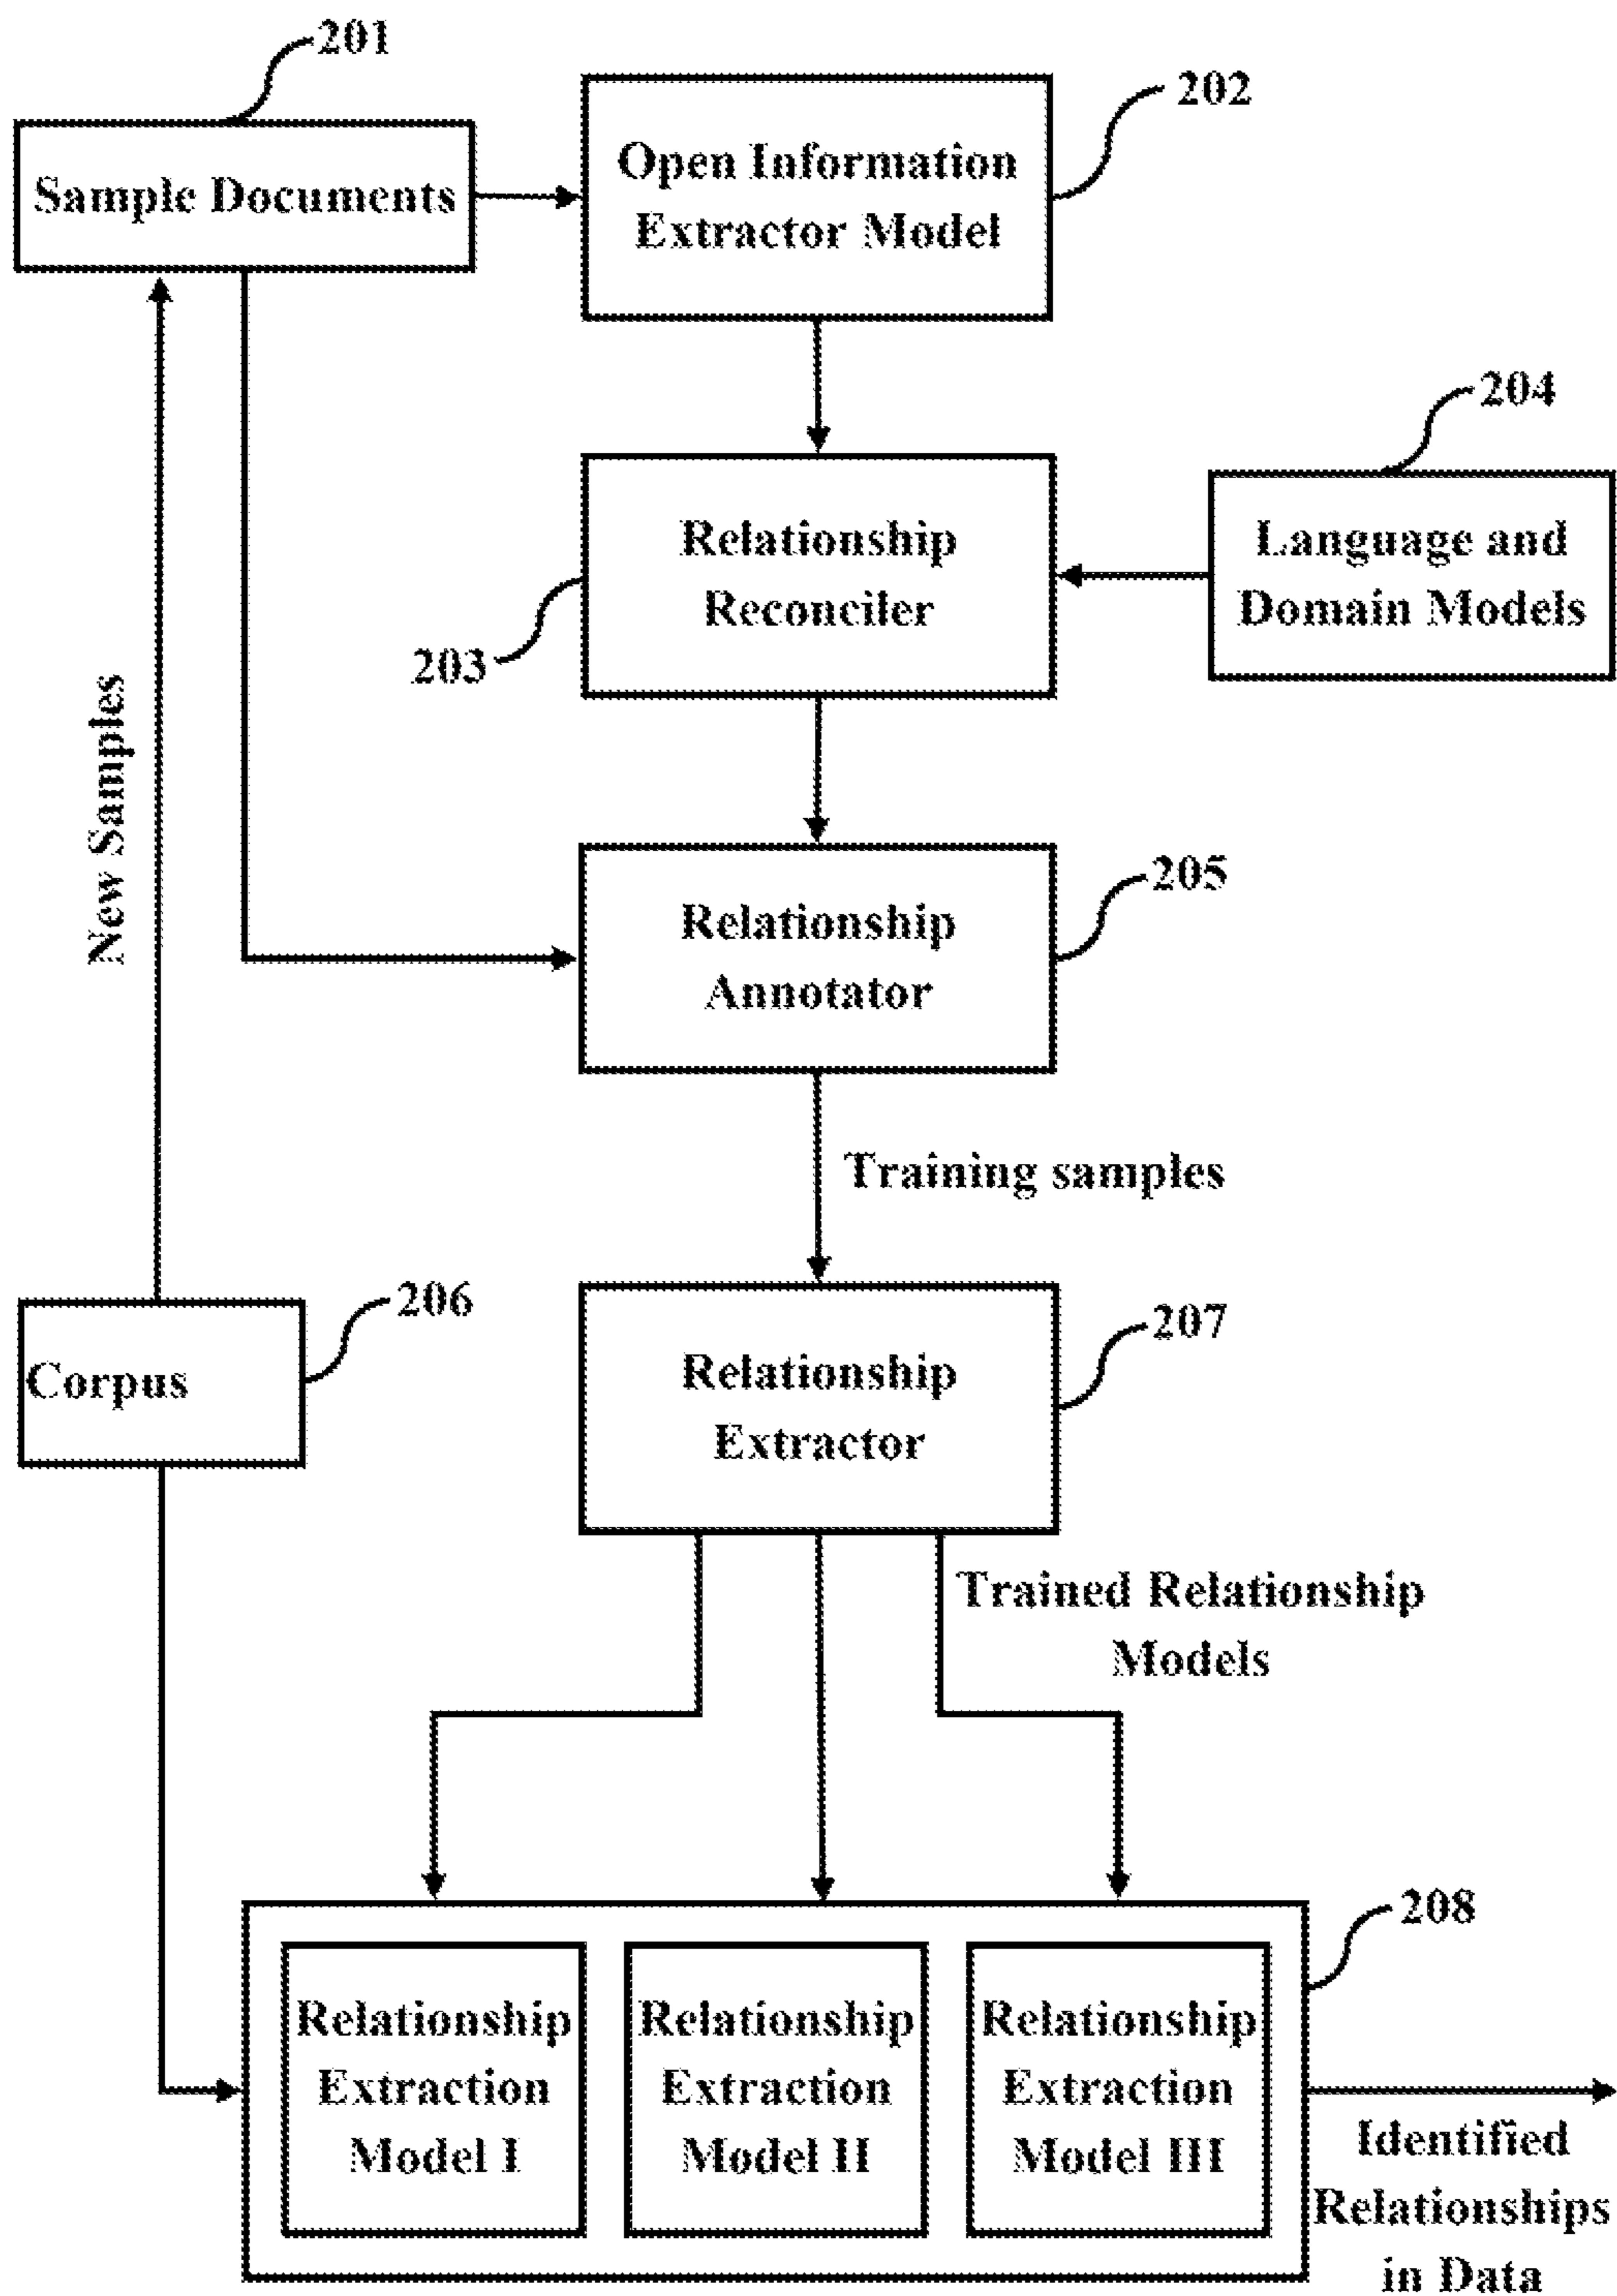 201
202
Sample Documents
Open Information
Extractor Model
204
Relationship
Reconciler
Language and
Domain Models
203
New Samples
205
Relationship
Annotator
Training samples
206
Corpus
207
Relationship
Extractor
Trained Relationship
Models
208
Relationship
Extraction
Model I
Relationship
Extraction
Model II
Relationship
Extraction
Model III
Identified
Relationships
in Data